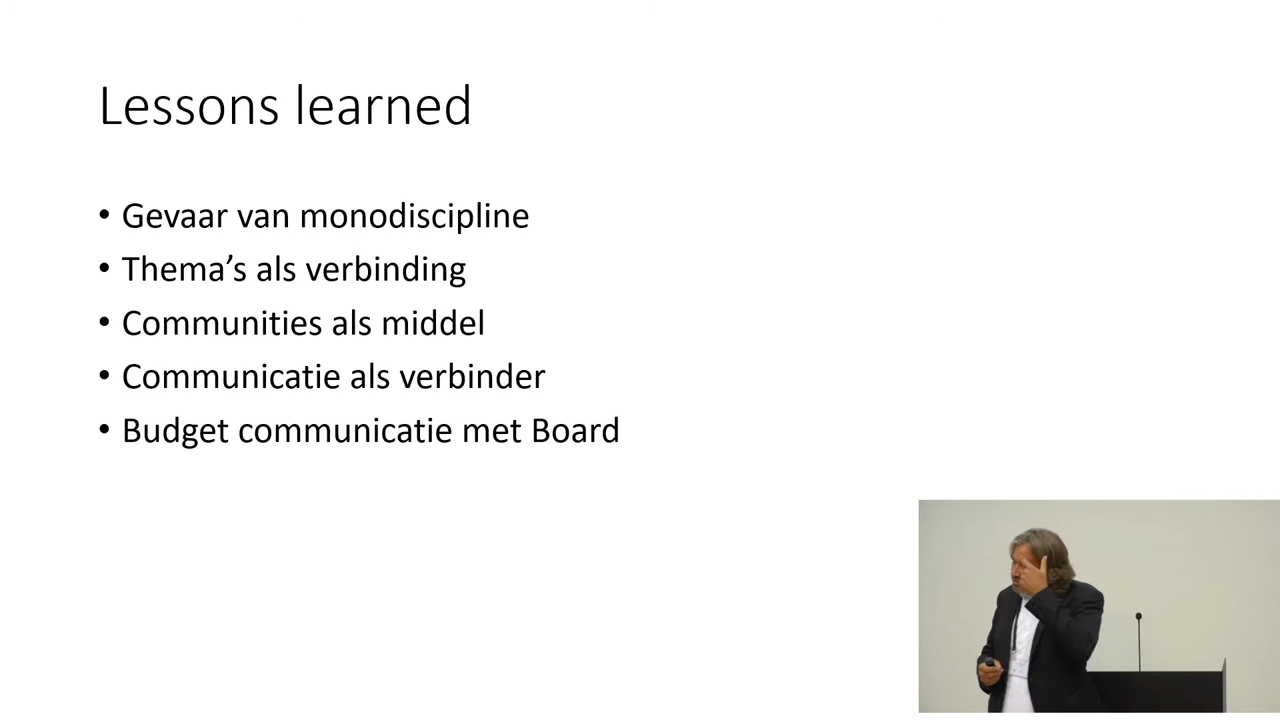 Lessons learned
• Gevaar van monodiscipline
• Thema’s als verbinding
• Communities als middel
• Communicatie als verbinder
• Budget communicatie met Board